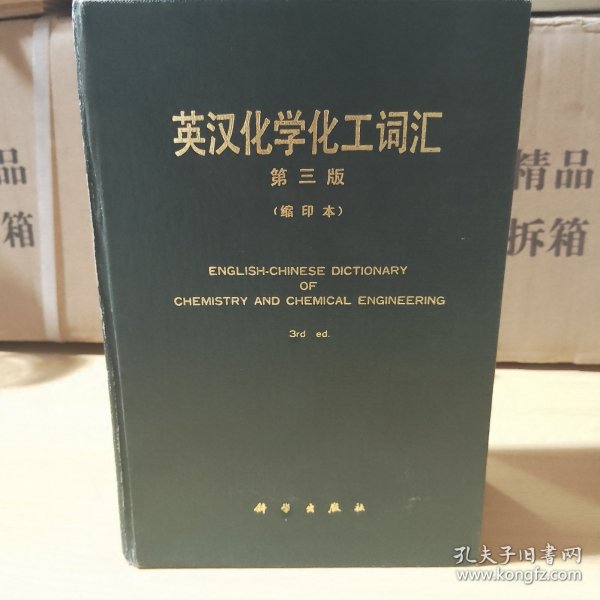 英汉化学化工词汇
第三版
（缩印本）
ENGLISH-CHINESE DICTIONARY
OF
CHEMISTRY AND CHEMICAL ENGINEERING
3rd ed.
科学出版社
品
箱
精品
拆箱
孔夫子旧书网
www.kongfz.com